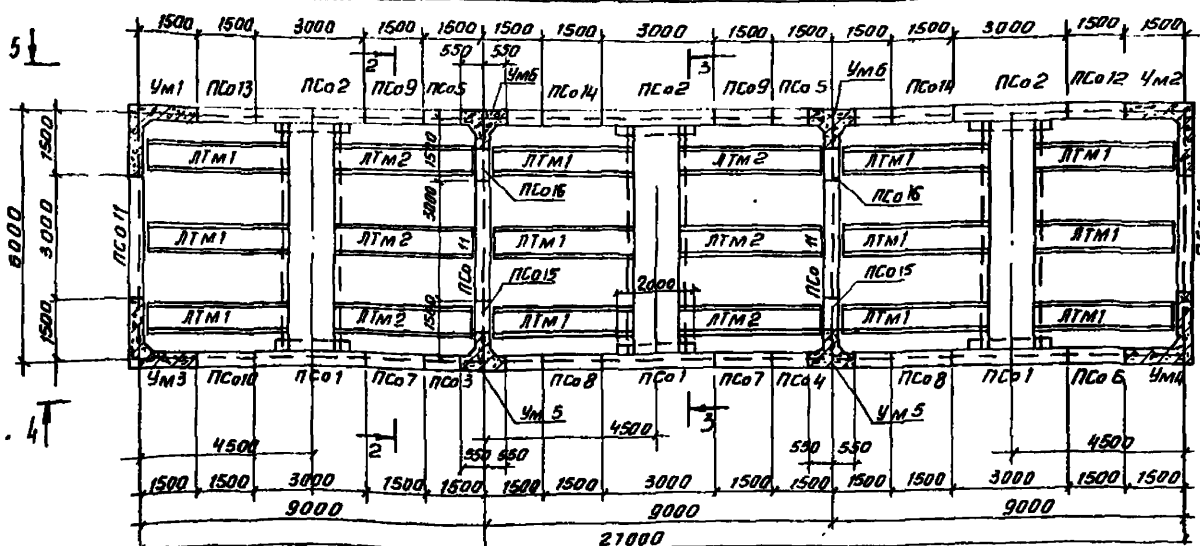 1500 1500 3000 1500 1500 1500 1500 3000 1500 1500 1500 1500 3000 1500 1500
5 2 550 550 3 Ум6
Ум1 ПСо13 ПСо2 ПСо9 ПСо5 Ум6 ПСо14 ПСо2 ПСо9 ПСо5 ПСо14 ПСо2 ПСо12 Ум2
1500 1500
ЛТМ1 ЛТМ2 ЛТМ1 ЛТМ2 ЛТМ1 ЛТМ1
ПСо16 ПСо16
6000 3000 ПСо11 3000
ЛТМ1 ЛТМ2 ПСо 11 ЛТМ1 ЛТМ2 ПСо 11 ЛТМ1 ЛТМ1
ПСо15 2000 ПСо15
1500 1500
ЛТМ1 ЛТМ2 ЛТМ1 ЛТМ2 ЛТМ1 ЛТМ1
Ум3 ПСо10 ПСо1 ПСо7 ПСо3 ПСо8 ПСо1 ПСо7 ПСо4 ПСо8 ПСо1 ПСо6 Ум4
Ум5 Ум5
4 4500 2 550 550 4500 3 550 550 4500
1500 1500 3000 1500 1500 1500 1500 3000 1500 1500 1500 1500 3000 1500 1500
9000 9000 9000
21000